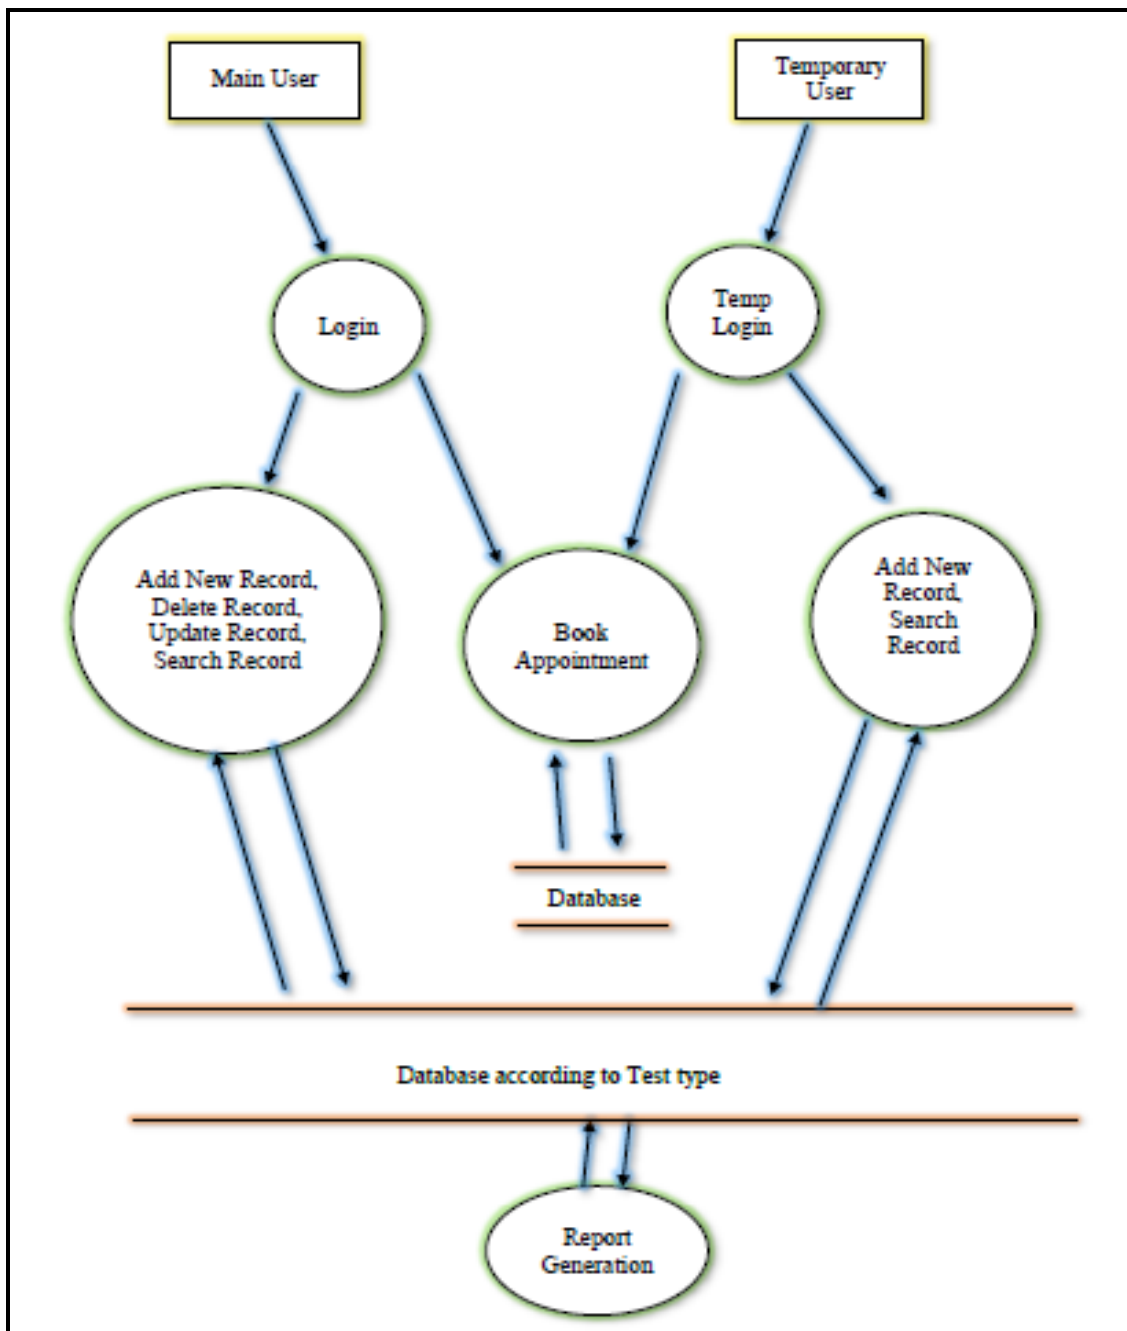 Main User
Temporary
User
Login
Temp
Login
Add New Record,
Delete Record,
Update Record,
Search Record
Book
Appointment
Add New
Record,
Search
Record
Database
Database according to Test type
Report
Generation